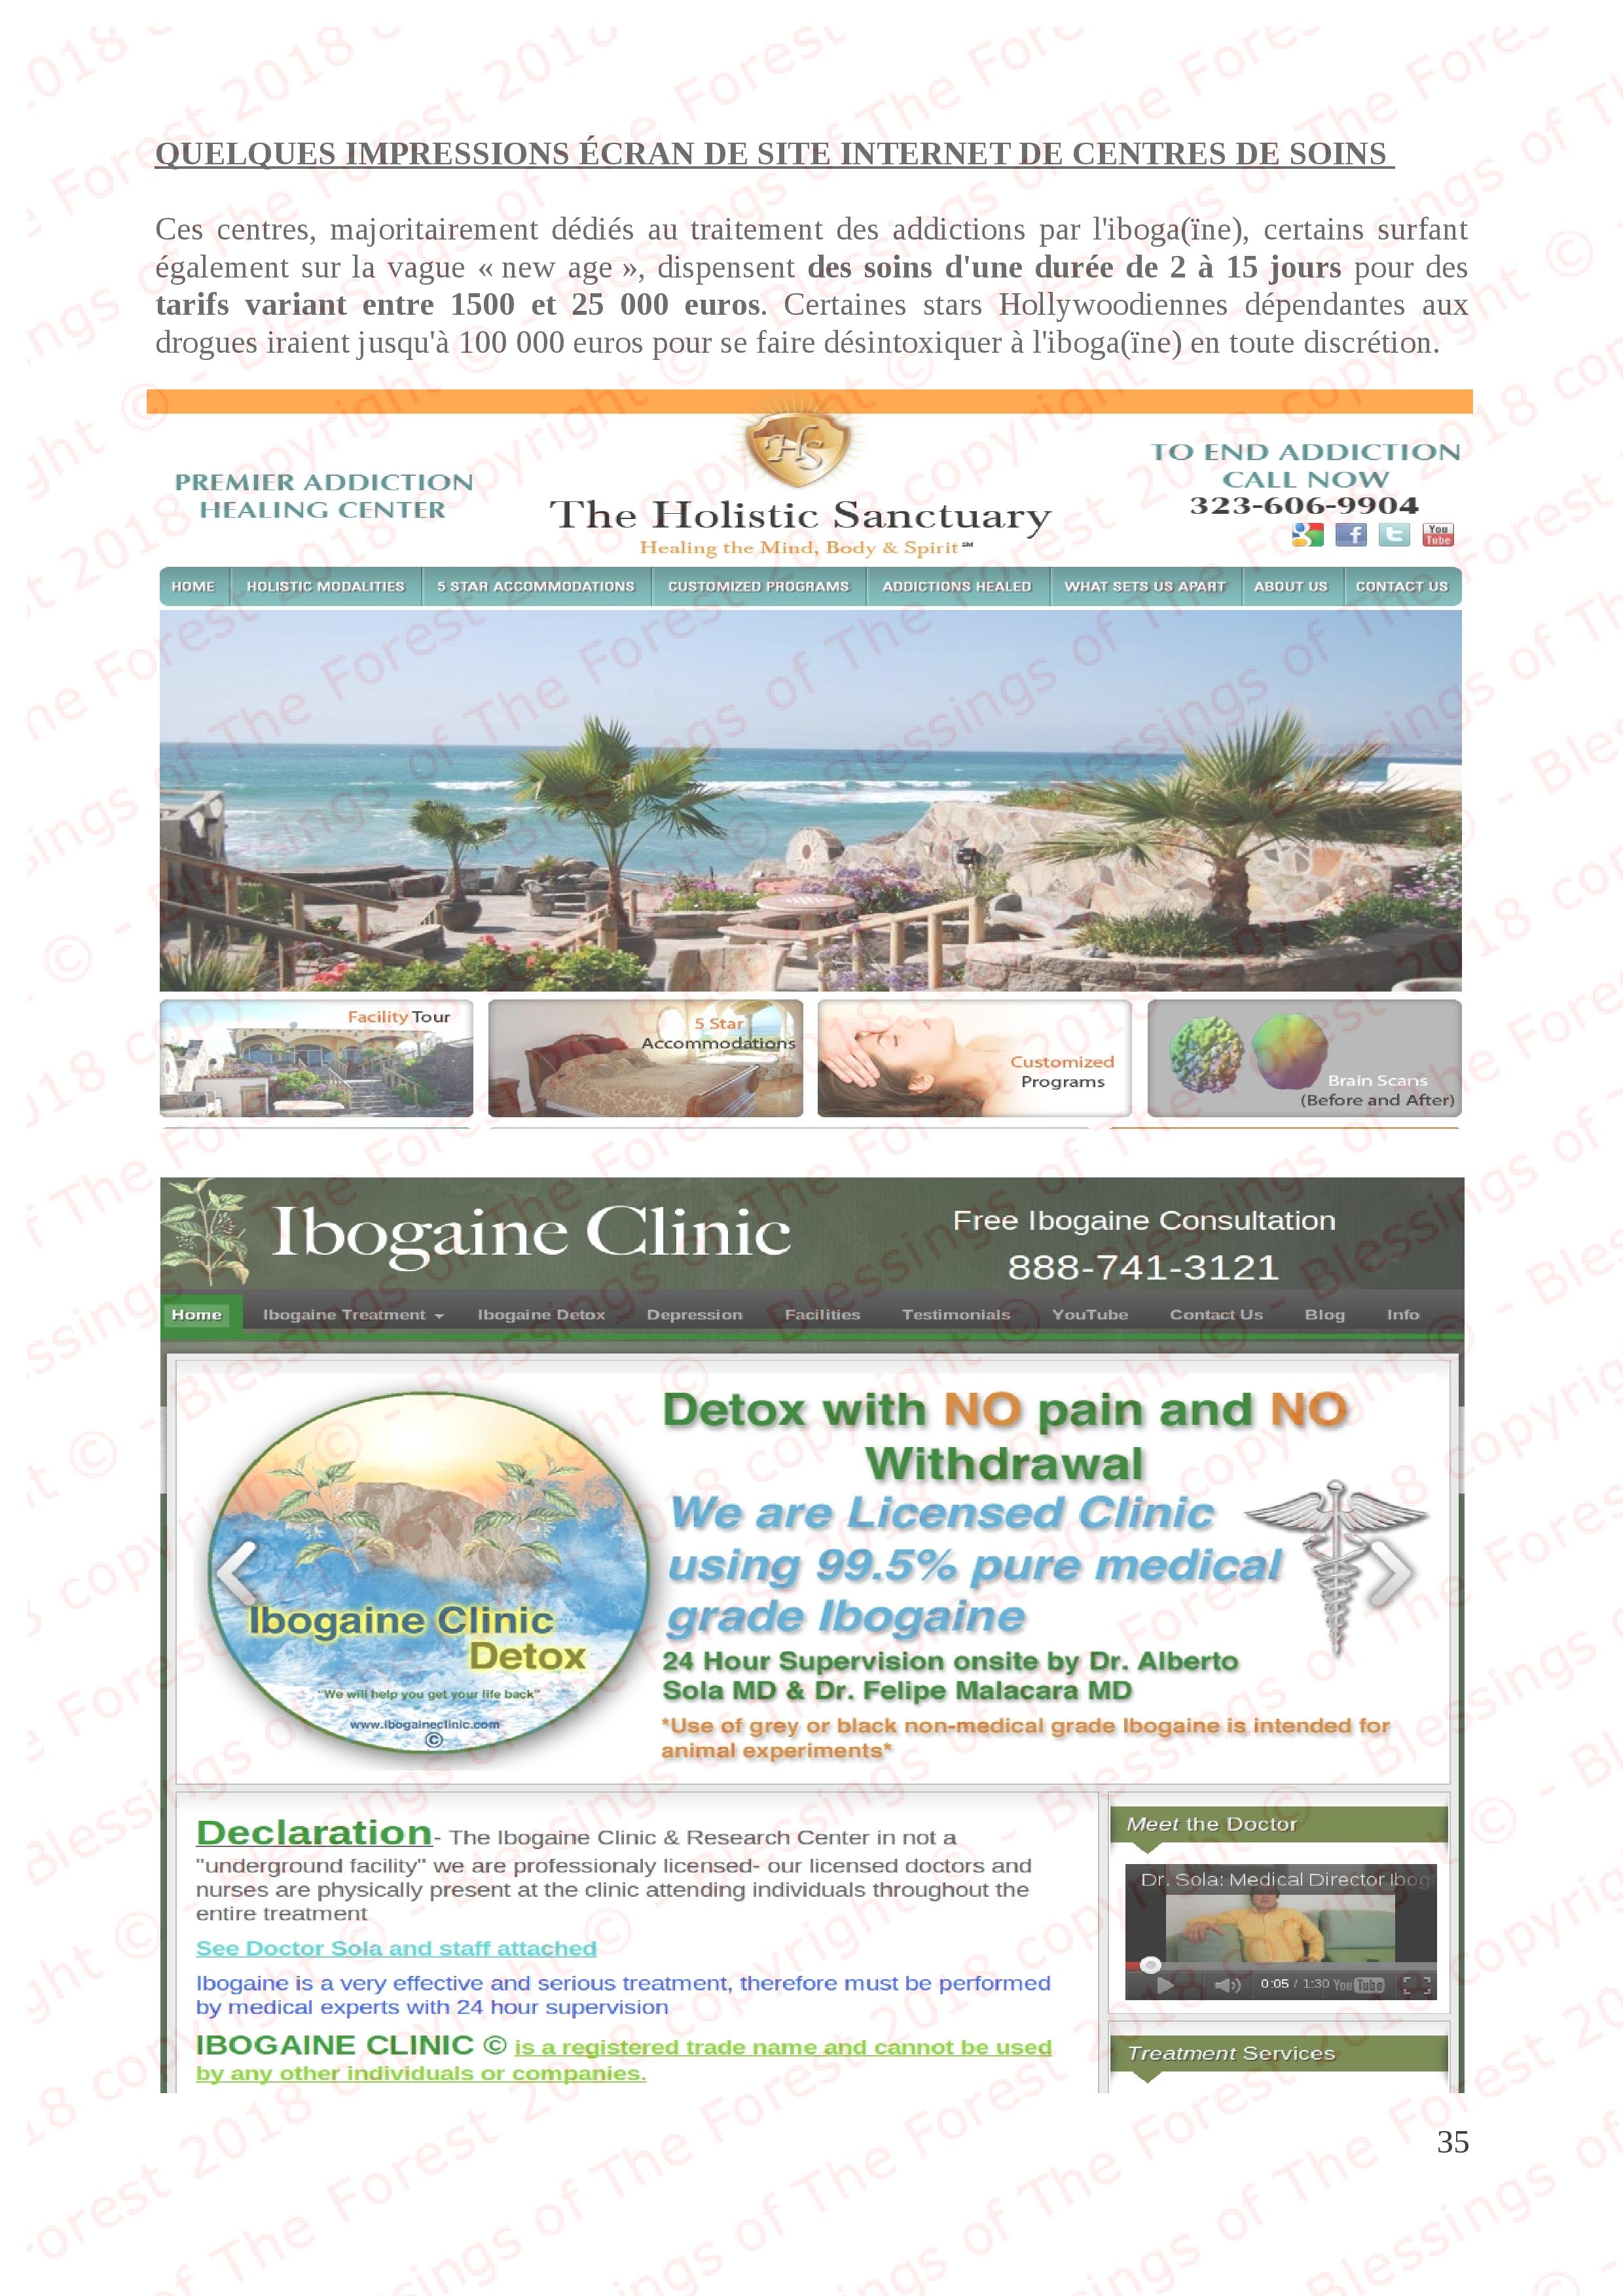 QUELQUES IMPRESSIONS ÉCRAN DE SITE INTERNET DE CENTRES DE SOINS
Ces centres, majoritairement dédiés au traitement des addictions par l'iboga(ïne), certains surfant
également sur la vague « new age », dispensent des soins d'une durée de 2 à 15 jours pour des
tarifs variant entre 1500 et 25 000 euros. Certaines stars Hollywoodiennes dépendantes aux
drogues iraient jusqu'à 100 000 euros pour se faire désintoxiquer à l'iboga(ïne) en toute discrétion.
PREMIER ADDICTION
HEALING CENTER
HS
The Holistic Sanctuary
Healing the Mind, Body & Spirit℠
TO END ADDICTION
CALL NOW
323-606-9904
You
Tube
HOME HOLISTIC MODALITIES 5 STAR ACCOMMODATIONS CUSTOMIZED PROGRAMS ADDICTIONS HEALED WHAT SETS US APART ABOUT US CONTACT US
Facility Tour
5 Star
Accommodations
Customized
Programs
Brain Scans
(Before and After)
Ibogaine Clinic
Free Ibogaine Consultation
888-741-3121
Home Ibogaine Treatment Ibogaine Detox Depression Facilities Testimonials YouTube Contact Us Blog Info
Ibogaine Clinic
Detox
"We will help you get your life back"
www.ibogaineclinic.com
©
Detox with NO pain and NO
Withdrawal
We are Licensed Clinic
using 99.5% pure medical
grade Ibogaine
24 Hour Supervision onsite by Dr. Alberto
Sola MD & Dr. Felipe Malacara MD
*Use of grey or black non-medical grade Ibogaine is intended for
animal experiments*
Declaration- The Ibogaine Clinic & Research Center in not a
"underground facility" we are professionaly licensed- our licensed doctors and
nurses are physically present at the clinic attending individuals throughout the
entire treatment
See Doctor Sola and staff attached
Ibogaine is a very effective and serious treatment, therefore must be performed
by medical experts with 24 hour supervision
IBOGAINE CLINIC © is a registered trade name and cannot be used
by any other individuals or companies.
Meet the Doctor
Dr. Sola: Medical Director Ibog
0:05 / 1:30 YouTube
Treatment Services
35
Blessings of The Forest 2018 copyright © -